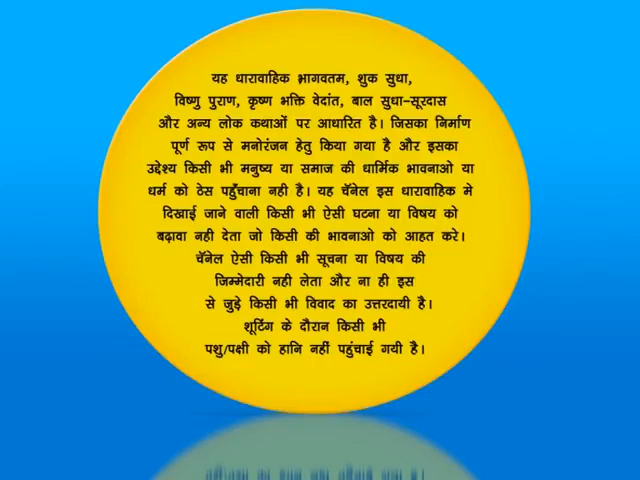 यह धारावाहिक भागवतम, शुक सुधा,
विष्णु पुराण, कृष्ण भक्ति वेदांत, बाल सुधा-सूरदास
और अन्य लोक कथाओं पर आधारित है। जिसका निर्माण
पूर्ण रूप से मनोरंजन हेतु किया गया है और इसका
उद्देश्य किसी भी मनुष्य या समाज की धार्मिक भावनाओ या
धर्म को ठेस पहुँचाना नही है। यह चॅनेल इस धारावाहिक मे
दिखाई जाने वाली किसी भी ऐसी घटना या विषय को
बढ़ावा नही देता जो किसी की भावनाओ को आहत करे।
चॅनेल ऐसी किसी भी सूचना या विषय की
जिम्मेदारी नही लेता और ना ही इस
से जुड़े किसी भी विवाद का उत्तरदायी है।
शूटिंग के दौरान किसी भी
पशु/पक्षी को हानि नहीं पहुंचाई गयी है।